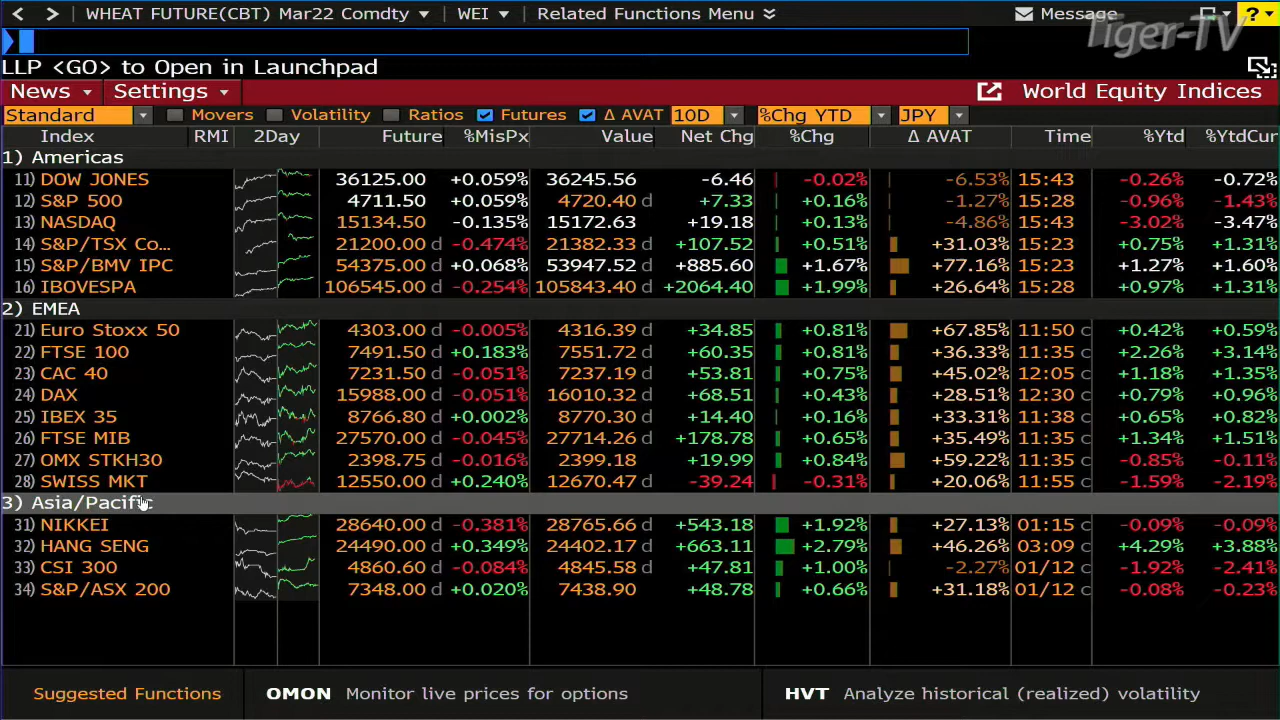 WHEAT FUTURE(CBT) Mar22 Comdty WEI Related Functions Menu Message ?
Tiger-TV
LLP <GO> to Open in Launchpad
News Settings World Equity Indices
Standard Movers Volatility Ratios Futures Δ AVAT 10D %Chg YTD JPY
Index RMI 2Day Future %MisPx Value Net Chg %Chg Δ AVAT Time %Ytd %YtdCur
1) Americas
11) DOW JONES 36125.00 +0.059% 36245.56 -6.46 -0.02% -6.53% 15:43 -0.26% -0.72%
12) S&P 500 4711.50 +0.059% 4720.40 d +7.33 +0.16% -1.27% 15:28 -0.96% -1.43%
13) NASDAQ 15134.50 -0.135% 15172.63 +19.18 +0.13% -4.86% 15:43 -3.02% -3.47%
14) S&P/TSX Co... 21200.00 d -0.474% 21382.33 d +107.52 +0.51% +31.03% 15:23 +0.75% +1.31%
15) S&P/BMV IPC 54375.00 d +0.068% 53947.52 d +885.60 +1.67% +77.16% 15:23 +1.27% +1.60%
16) IBOVESPA 106545.00 d -0.254% 105843.40 d +2064.40 +1.99% +26.64% 15:28 +0.97% +1.31%
2) EMEA
21) Euro Stoxx 50 4303.00 d -0.005% 4316.39 d +34.85 +0.81% +67.85% 11:50 c +0.42% +0.59%
22) FTSE 100 7491.50 d +0.183% 7551.72 d +60.35 +0.81% +36.33% 11:35 c +2.26% +3.14%
23) CAC 40 7231.50 d -0.051% 7237.19 d +53.81 +0.75% +45.02% 12:05 c +1.18% +1.35%
24) DAX 15988.00 d -0.051% 16010.32 d +68.51 +0.43% +28.51% 12:30 c +0.79% +0.96%
25) IBEX 35 8766.80 d +0.002% 8770.30 d +14.40 +0.16% +33.31% 11:38 c +0.65% +0.82%
26) FTSE MIB 27570.00 d -0.045% 27714.26 d +178.78 +0.65% +35.49% 11:35 c +1.34% +1.51%
27) OMX STKH30 2398.75 d -0.016% 2399.18 d +19.99 +0.84% +59.22% 11:35 c -0.85% -0.11%
28) SWISS MKT 12550.00 d +0.240% 12670.47 d -39.24 -0.31% +20.06% 11:35 c -1.59% -2.19%
3) Asia/Pacific
31) NIKKEI 28640.00 d -0.381% 28765.66 d +543.18 +1.92% +27.13% 01:15 c -0.09% -0.09%
32) HANG SENG 24490.00 d +0.349% 24402.17 d +663.11 +2.79% +46.26% 03:09 c +4.29% +3.88%
33) CSI 300 4860.60 d -0.084% 4845.58 d +47.81 +1.00% -2.27% 01/12 c -1.92% -2.41%
34) S&P/ASX 200 7348.00 d +0.020% 7438.90 +48.78 +0.66% +31.18% 01/12 c -0.08% -0.23%
Suggested Functions OMON Monitor live prices for options HVT Analyze historical (realized) volatility